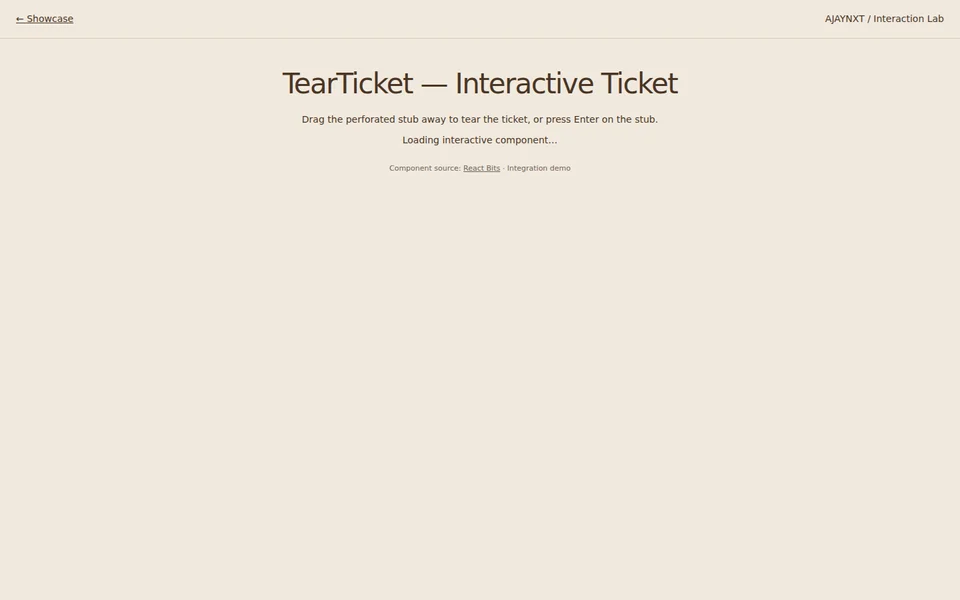 ← Showcase
AJAYNXT / Interaction Lab
TearTicket — Interactive Ticket
Drag the perforated stub away to tear the ticket, or press Enter on the stub.
Loading interactive component…
Component source: React Bits · Integration demo